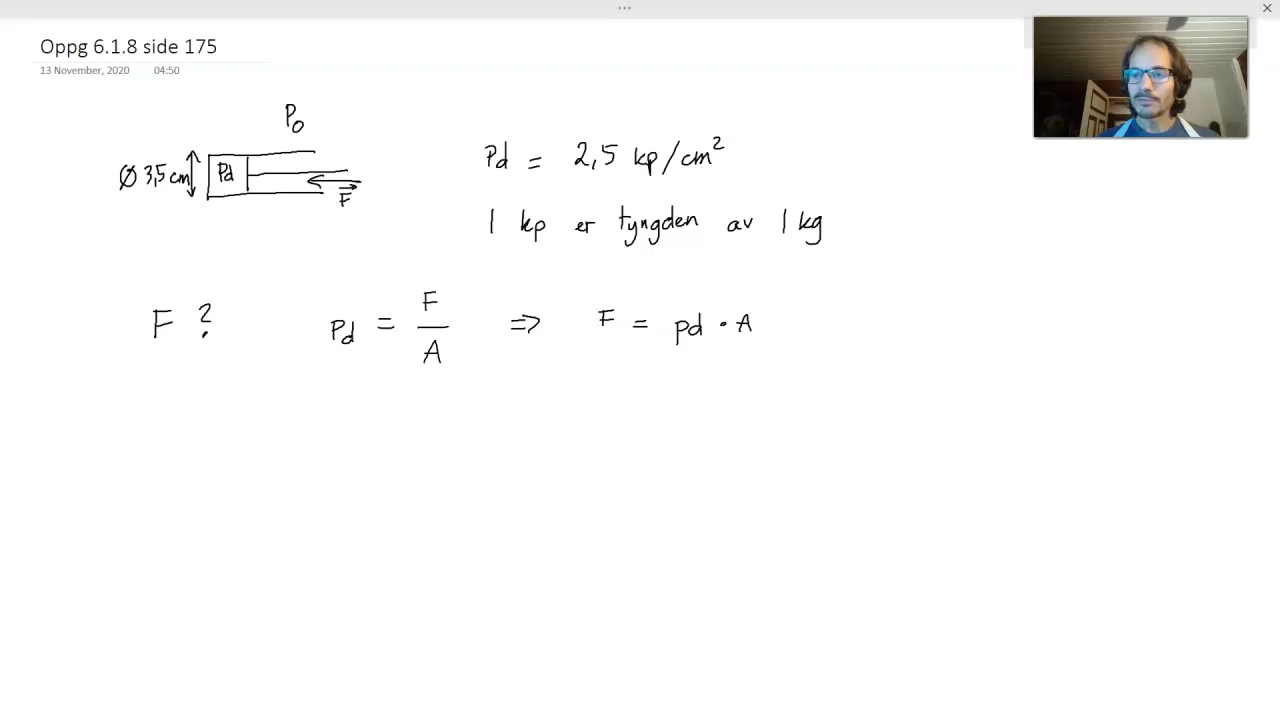 Oppg 6.1.8 side 175
13 November, 2020 04:50
P₀
Ø 3,5 cm Pd F
Pd = 2,5 kp/cm²
1 kp er tyngden av 1 kg
F ? Pd = F/A ⇒ F = pd · A